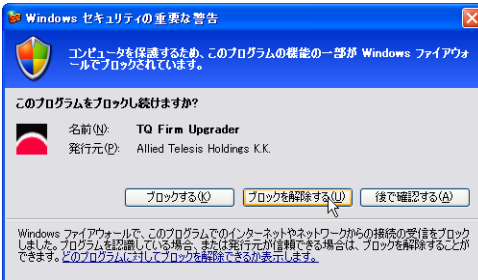 Windows セキュリティの重要な警告
コンピュータを保護するため、このプログラムの機能の一部が Windows ファイアウォ
ールでブロックされています。
このプログラムをブロックし続けますか?
名前(N): TQ Firm Upgrader
発行元(P): Allied Telesis Holdings K.K.
ブロックする(K) ブロックを解除する(U) 後で確認する(A)
Windows ファイアウォールで、このプログラムでのインターネットやネットワークからの接続の受信をブロック
しました。プログラムを認識している場合、または発行元が信頼できる場合は、ブロックを解除することが
できます。どのプログラムに対してブロックを解除できるか表示します。